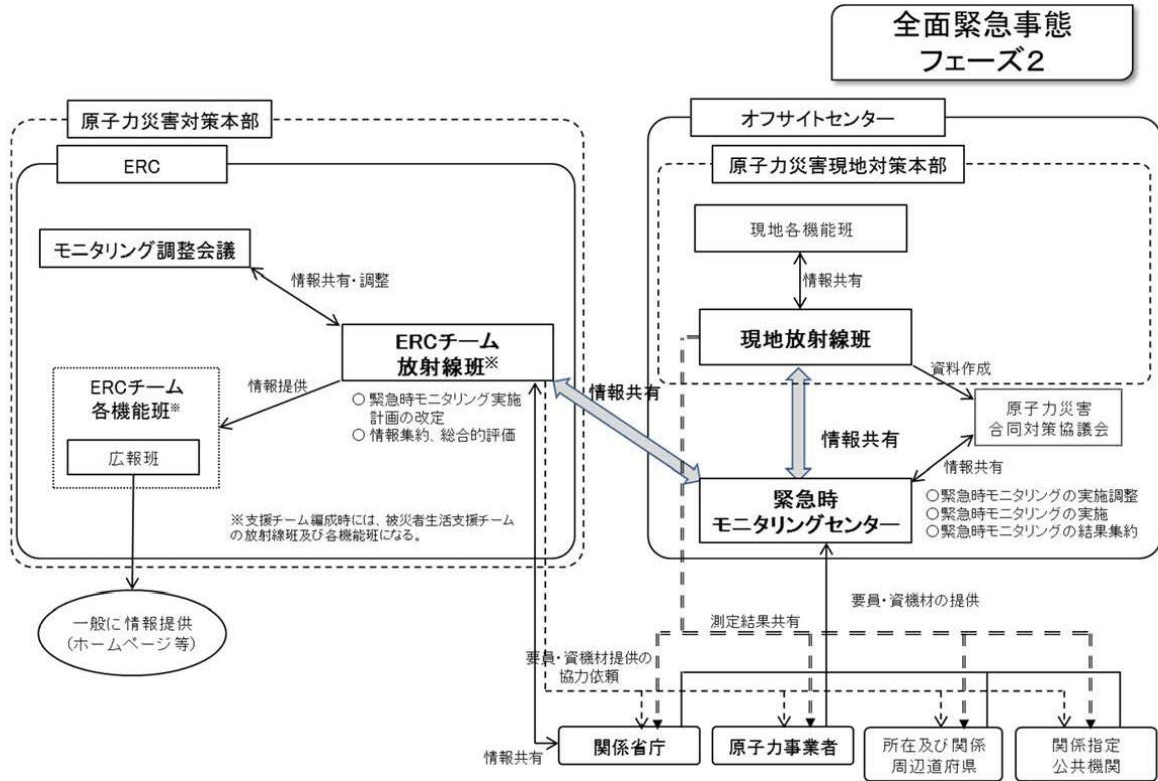 全面緊急事態
フェーズ2
原子力災害対策本部
ERC
モニタリング調整会議
情報共有・調整
ERCチーム
放射線班※
○緊急時モニタリング実施
計画の改定
○情報集約、総合的評価
情報提供
ERCチーム
各機能班※
広報班
※支援チーム編成時には、被災者生活支援チーム
の放射線班及び各機能班になる。
一般に情報提供
(ホームページ等)
情報共有
オフサイトセンター
原子力災害現地対策本部
現地各機能班
情報共有
現地放射線班
資料作成
原子力災害
合同対策協議会
情報共有
情報共有
緊急時
モニタリングセンター
○緊急時モニタリングの実施調整
○緊急時モニタリングの実施
○緊急時モニタリングの結果集約
要員・資機材の提供
測定結果共有
要員・資機材提供の
協力依頼
情報共有
関係省庁
原子力事業者
所在及び関係
周辺道府県
関係指定
公共機関